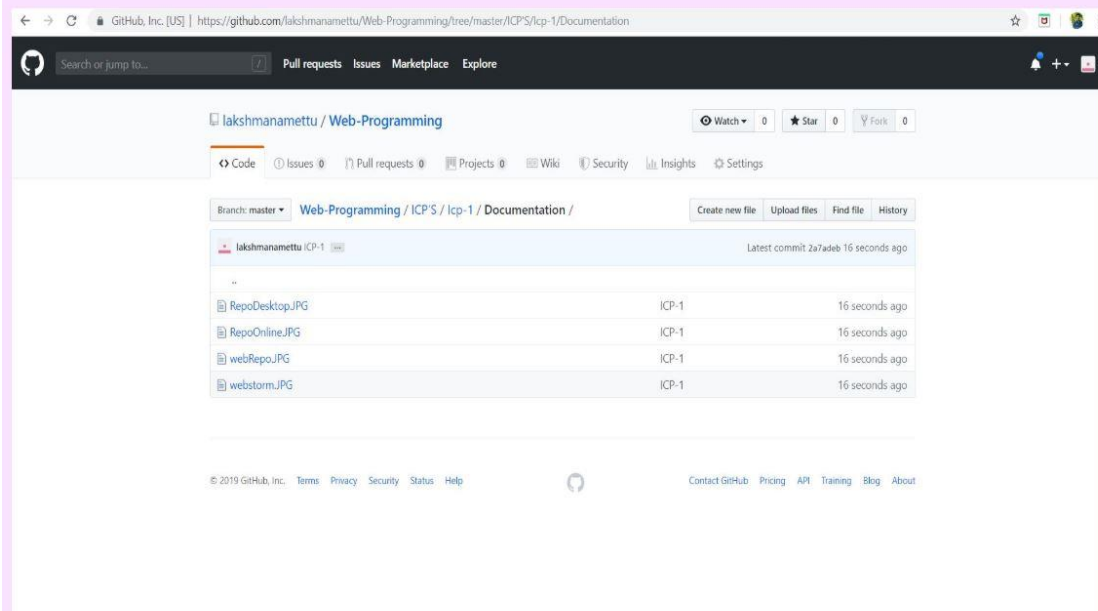 GitHub, Inc. [US] | https://github.com/lakshmanamettu/Web-Programming/tree/master/ICP'S/Icp-1/Documentation
Search or jump to... / Pull requests Issues Marketplace Explore
lakshmanamettu / Web-Programming Watch 0 Star 0 Fork 0
Code Issues 0 Pull requests 0 Projects 0 Wiki Security Insights Settings
Branch: master Web-Programming / ICP'S / Icp-1 / Documentation / Create new file Upload files Find file History
lakshmanamettu ICP-1 ... Latest commit 2a7adeb 16 seconds ago
..
RepoDesktop.JPG ICP-1 16 seconds ago
RepoOnline.JPG ICP-1 16 seconds ago
webRepo.JPG ICP-1 16 seconds ago
webstorm.JPG ICP-1 16 seconds ago
© 2019 GitHub, Inc. Terms Privacy Security Status Help Contact GitHub Pricing API Training Blog About